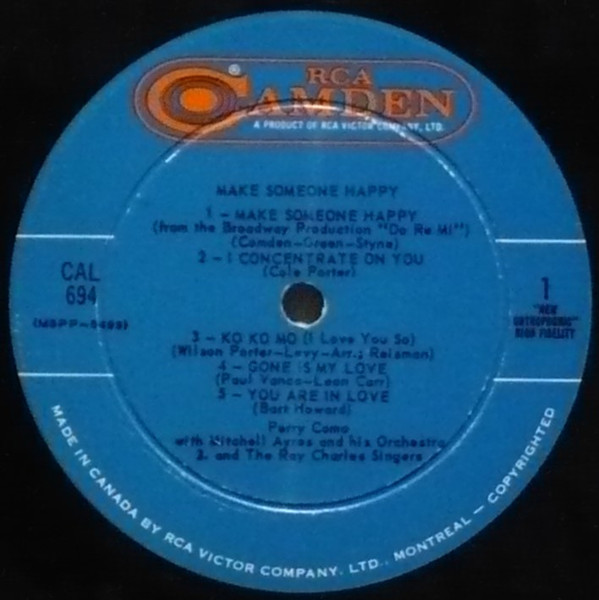 RCA
CAMDEN
A PRODUCT OF RCA VICTOR COMPANY, LTD.
MAKE SOMEONE HAPPY
1 – MAKE SOMEONE HAPPY
(from the Broadway Production "Do Re Mi")
(Comden–Green–Styne)
2 – I CONCENTRATE ON YOU
(Cole Porter)
CAL
694
1
"NEW
ORTHOPHONIC"
HIGH FIDELITY
3 – KO KO MO (I Love You So)
(Wilson Porter–Levy–Arr.; Reisman)
4 – GONE IS MY LOVE
(Paul Vance–Leon Carr)
5 – YOU ARE IN LOVE
(Bart Howard)
Perry Como
with Mitchell Ayres and his Orchestra
3. and The Ray Charles Singers
MADE IN CANADA BY RCA VICTOR COMPANY, LTD., MONTREAL – COPYRIGHTED